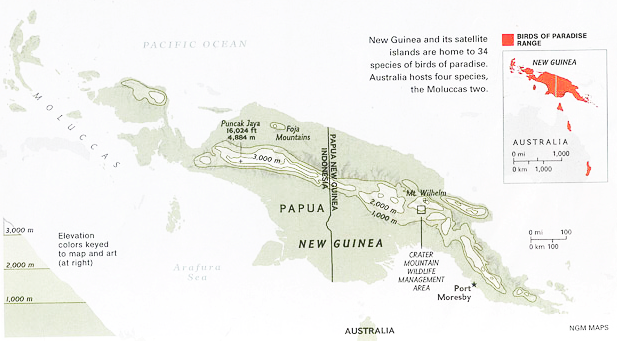 PACIFIC OCEAN
New Guinea and its satellite
islands are home to 34
species of birds of paradise.
Australia hosts four species,
the Moluccas two.
BIRDS OF PARADISE
RANGE
NEW GUINEA
AUSTRALIA
0 mi 1,000
0 km 1,000
MOLUCCAS
Puncak Jaya
16,024 ft
4,884 m
Foja
Mountains
3,000 m
PAPUA NEW GUINEA
INDONESIA
Mt. Wilhelm
2,000 m
1,000 m
PAPUA
NEW GUINEA
CRATER
MOUNTAIN
WILDLIFE
MANAGEMENT
AREA
Port
Moresby
0 mi 100
0 km 100
3,000 m
2,000 m
1,000 m
Elevation
colors keyed
to map and art
(at right)
Arafura
Sea
AUSTRALIA
NGM MAPS